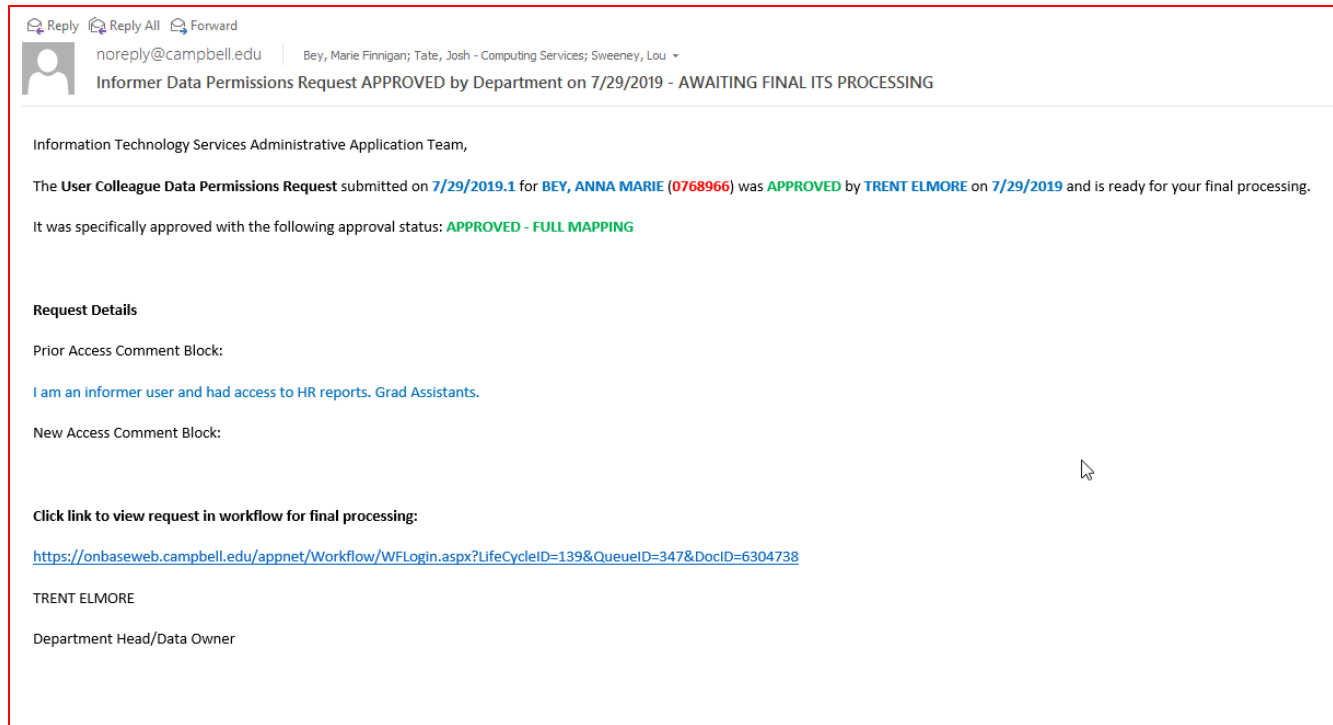 Reply Reply All Forward
noreply@campbell.edu Bey, Marie Finnigan; Tate, Josh - Computing Services; Sweeney, Lou
Informer Data Permissions Request APPROVED by Department on 7/29/2019 - AWAITING FINAL ITS PROCESSING
Information Technology Services Administrative Application Team,
The User Colleague Data Permissions Request submitted on 7/29/2019.1 for BEY, ANNA MARIE (0768966) was APPROVED by TRENT ELMORE on 7/29/2019 and is ready for your final processing.
It was specifically approved with the following approval status: APPROVED - FULL MAPPING
Request Details
Prior Access Comment Block:
I am an informer user and had access to HR reports. Grad Assistants.
New Access Comment Block:
Click link to view request in workflow for final processing:
https://onbaseweb.campbell.edu/appnet/Workflow/WFLogin.aspx?LifeCycleID=139&QueueID=347&DocID=6304738
TRENT ELMORE
Department Head/Data Owner